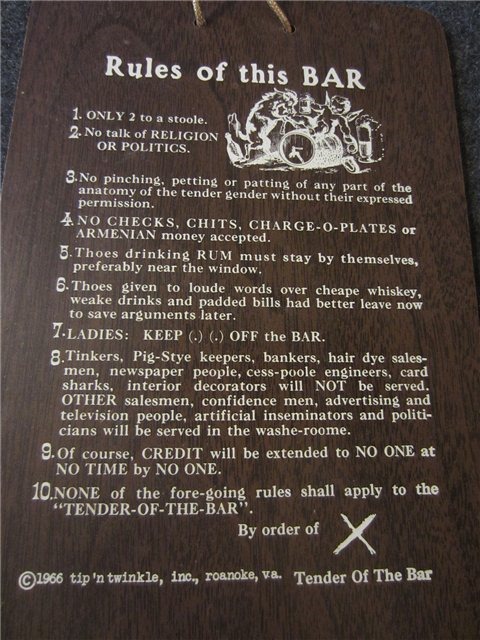 Rules of this BAR
1. ONLY 2 to a stoole.
2. No talk of RELIGION
OR POLITICS.
3. No pinching, petting or patting of any part of the
anatomy of the tender gender without their expressed
permission.
4. NO CHECKS, CHITS, CHARGE-O-PLATES or
ARMENIAN money accepted.
5. Thoes drinking RUM must stay by themselves,
preferably near the window.
6. Thoes given to loude words over cheape whiskey,
weake drinks and padded bills had better leave now
to save arguments later.
7. LADIES: KEEP (.) (.) OFF the BAR.
8. Tinkers, Pig-Stye keepers, bankers, hair dye sales-
men, newspaper people, cess-poole engineers, card
sharks, interior decorators will NOT be served.
OTHER salesmen, confidence men, advertising and
television people, artificial inseminators and politi-
cians will be served in the washe-roome.
9. Of course, CREDIT will be extended to NO ONE at
NO TIME by NO ONE.
10. NONE of the fore-going rules shall apply to the
"TENDER-OF-THE-BAR".
By order of X
©1966 tip 'n twinkle, inc., roanoke, va. Tender Of The Bar